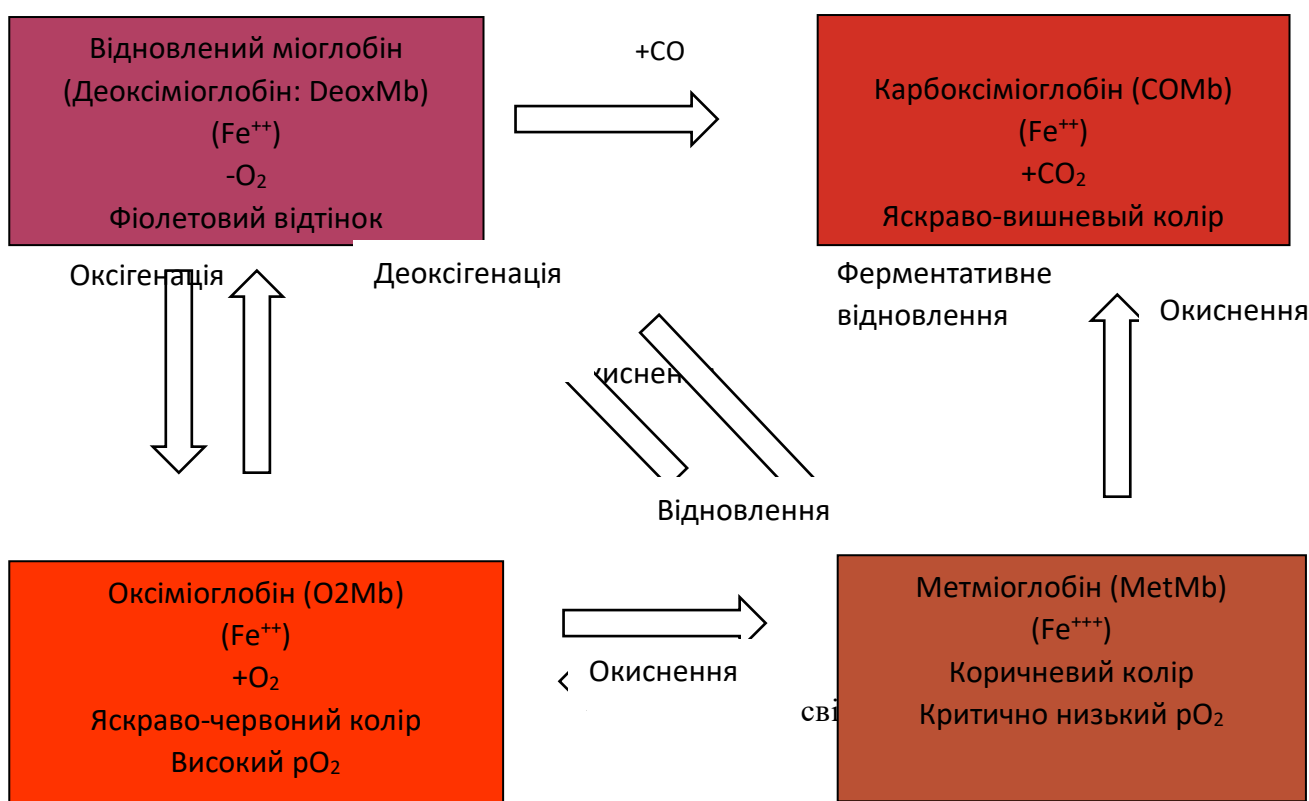 Відновлений міоглобін
(Деоксіміоглобін: DeoxMb)
(Fe⁺⁺)
-O₂
Фіолетовий відтінок
+CO
Карбоксіміоглобін (COMb)
(Fe⁺⁺)
+CO₂
Яскраво-вишневый колір
Оксігенація
Деоксігенація
Ферментативне
відновлення
Окиснення
Відновлення
Оксіміоглобін (O2Mb)
(Fe⁺⁺)
+O₂
Яскраво-червоний колір
Високий pO₂
Окиснення
Метміоглобін (MetMb)
(Fe⁺⁺⁺)
Коричневий колір
Критично низький pO₂